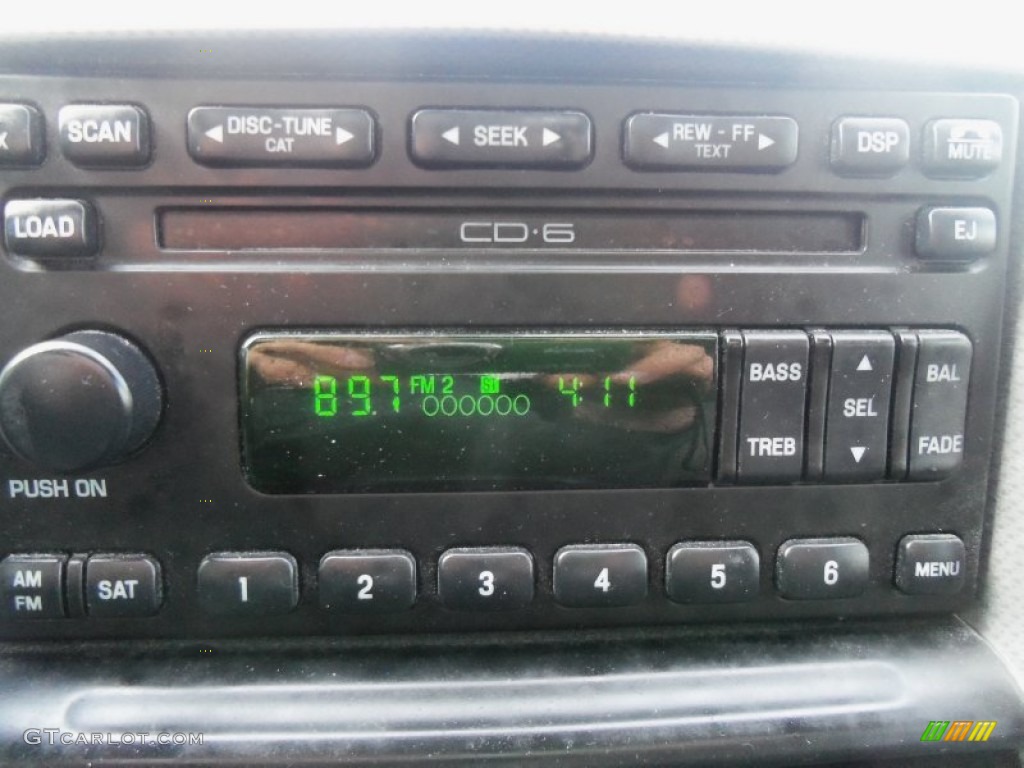 SCAN
DISC-TUNE
CAT
SEEK
REW - FF
TEXT
DSP
MUTE
LOAD
CD·6
EJ
89.7 FM 2 4:11
000000
BASS
TREB
SEL
BAL
FADE
PUSH ON
AM
FM
SAT
1 2 3 4 5 6
MENU
GTCARLOT.COM